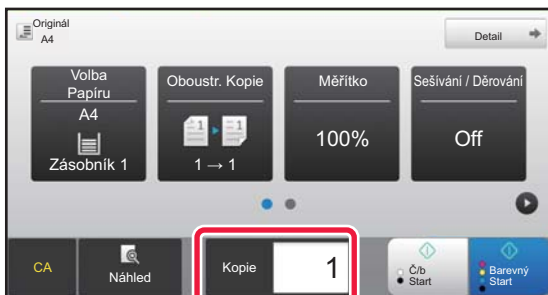 Originál
A4
Detail
Volba
Papíru
A4
Zásobník 1
Oboustr. Kopie
1 → 1
Měřítko
100%
Sešívání / Děrování
Off
CA
Náhled
Kopie
1
Č/b
Start
Barevný
Start